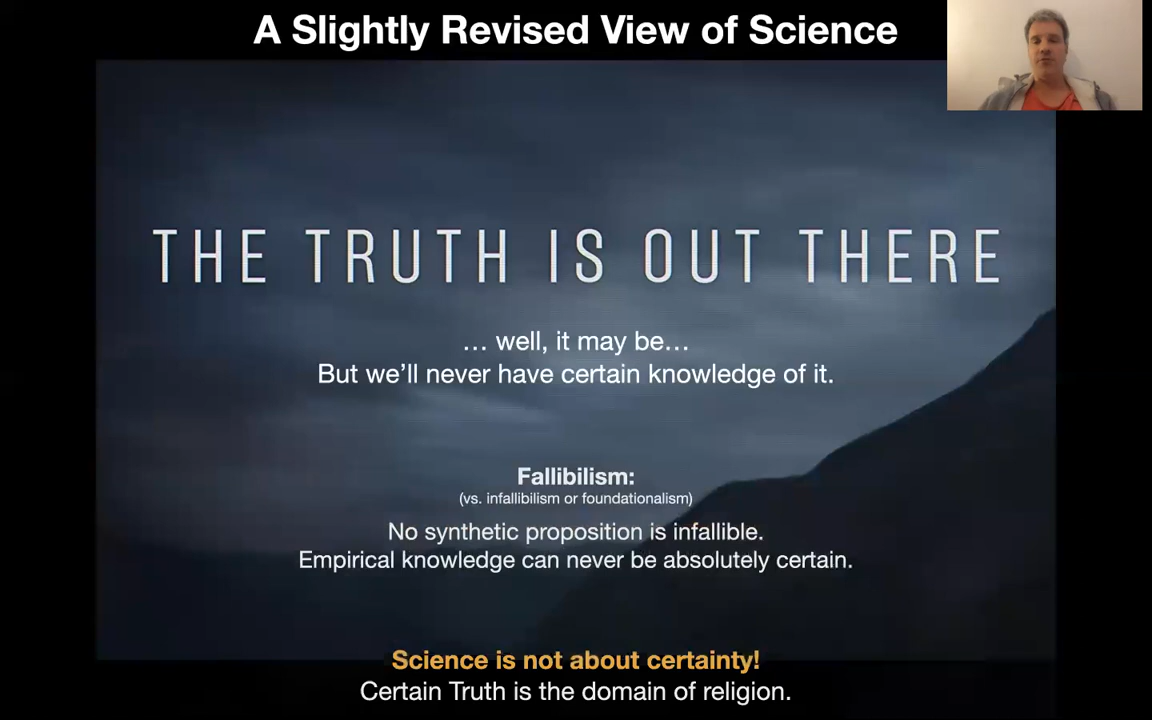 A Slightly Revised View of Science
THE TRUTH IS OUT THERE
… well, it may be…
But we’ll never have certain knowledge of it.
Fallibilism:
(vs. infallibilism or foundationalism)
No synthetic proposition is infallible.
Empirical knowledge can never be absolutely certain.
Science is not about certainty!
Certain Truth is the domain of religion.